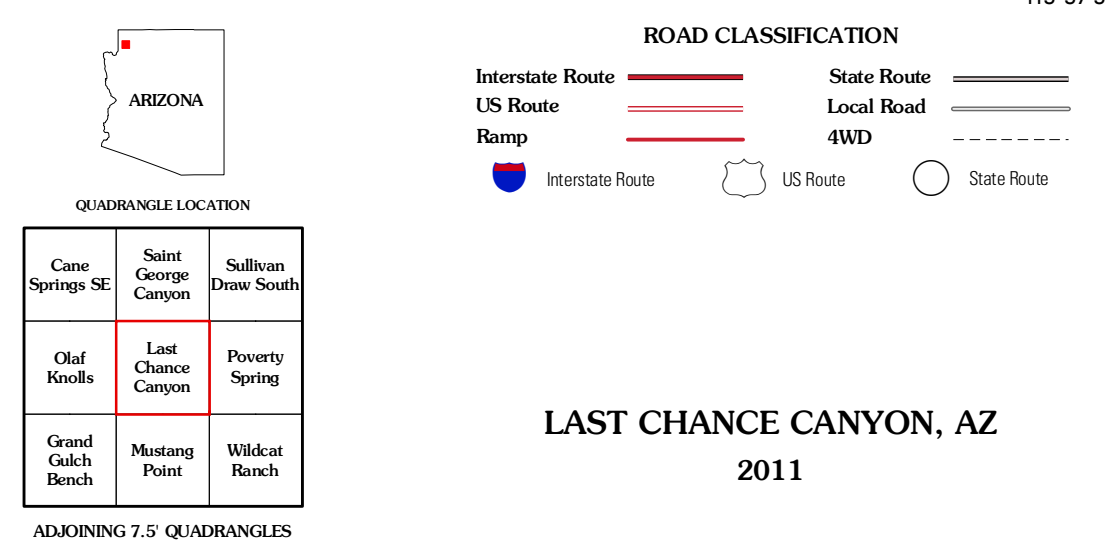 ARIZONA
QUADRANGLE LOCATION
Cane
Springs SE
Saint
George
Canyon
Sullivan
Draw South
Olaf
Knolls
Last
Chance
Canyon
Poverty
Spring
Grand
Gulch
Bench
Mustang
Point
Wildcat
Ranch
ADJOINING 7.5' QUADRANGLES
ROAD CLASSIFICATION
Interstate Route
State Route
US Route
Local Road
Ramp
4WD
Interstate Route
US Route
State Route
LAST CHANCE CANYON, AZ
2011